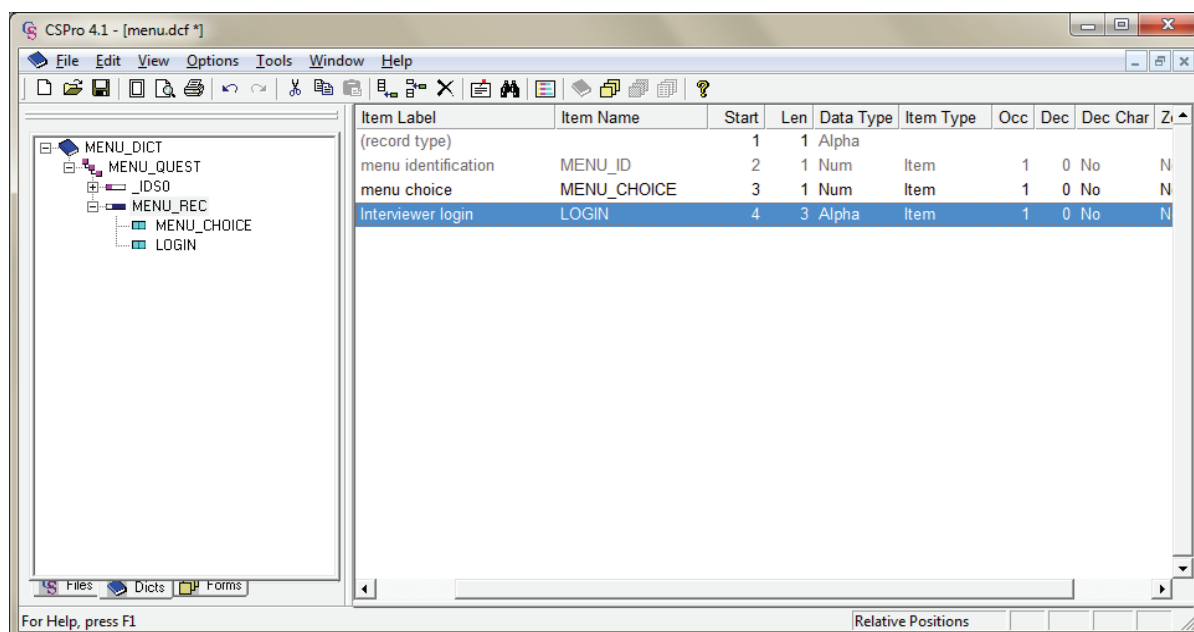 CSPro 4.1 - [menu.dcf *]
File Edit View Options Tools Window Help
MENU_DICT
MENU_QUEST
_IDS0
MENU_REC
MENU_CHOICE
LOGIN
Item Label Item Name Start Len Data Type Item Type Occ Dec Dec Char
(record type) 1 1 Alpha
menu identification MENU_ID 2 1 Num Item 1 0 No
menu choice MENU_CHOICE 3 1 Num Item 1 0 No
Interviewer login LOGIN 4 3 Alpha Item 1 0 No
Files Dicts Forms
For Help, press F1 Relative Positions